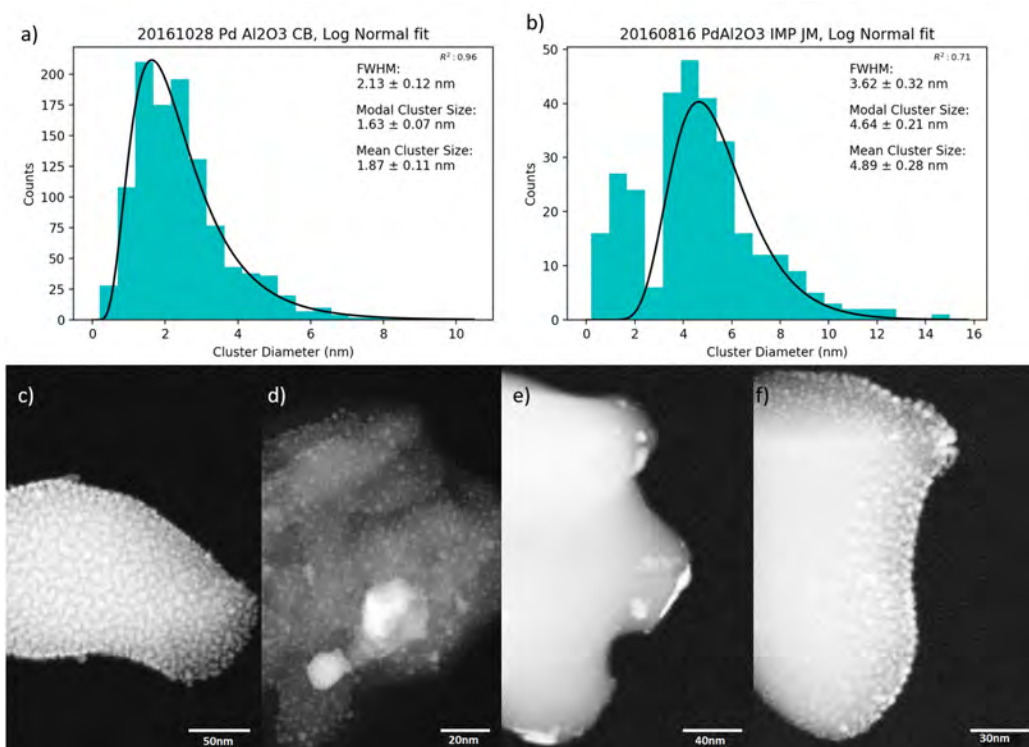 a)
20161028 Pd Al2O3 CB, Log Normal fit
R²: 0.96
FWHM:
2.13 ± 0.12 nm
Modal Cluster Size:
1.63 ± 0.07 nm
Mean Cluster Size:
1.87 ± 0.11 nm
Counts
200
175
150
125
100
75
50
25
0
0 2 4 6 8 10
Cluster Diameter (nm)
b)
20160816 PdAl2O3 IMP JM, Log Normal fit
R²: 0.71
FWHM:
3.62 ± 0.32 nm
Modal Cluster Size:
4.64 ± 0.21 nm
Mean Cluster Size:
4.89 ± 0.28 nm
Counts
50
40
30
20
10
0
0 2 4 6 8 10 12 14 16
Cluster Diameter (nm)
c)
50nm
d)
20nm
e)
40nm
f)
30nm